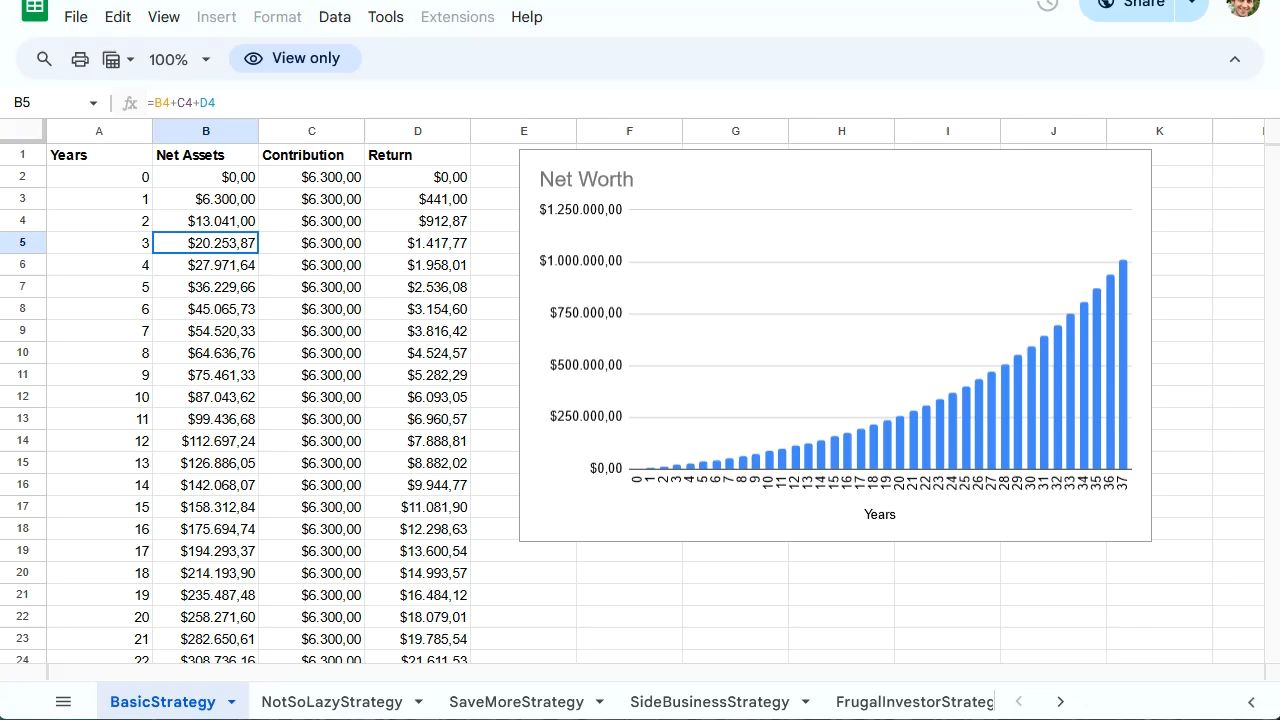 File Edit View Insert Format Data Tools Extensions Help Share
100% View only
B5 fx =B4+C4+D4
A B C D E F G H I J K
1 Years Net Assets Contribution Return
2 0 $0,00 $6.300,00 $0,00
3 1 $6.300,00 $6.300,00 $441,00
4 2 $13.041,00 $6.300,00 $912,87
5 3 $20.253,87 $6.300,00 $1.417,77
6 4 $27.971,64 $6.300,00 $1.958,01
7 5 $36.229,66 $6.300,00 $2.536,08
8 6 $45.065,73 $6.300,00 $3.154,60
9 7 $54.520,33 $6.300,00 $3.816,42
10 8 $64.636,76 $6.300,00 $4.524,57
11 9 $75.461,33 $6.300,00 $5.282,29
12 10 $87.043,62 $6.300,00 $6.093,05
13 11 $99.436,68 $6.300,00 $6.960,57
14 12 $112.697,24 $6.300,00 $7.888,81
15 13 $126.886,05 $6.300,00 $8.882,02
16 14 $142.068,07 $6.300,00 $9.944,77
17 15 $158.312,84 $6.300,00 $11.081,90
18 16 $175.694,74 $6.300,00 $12.298,63
19 17 $194.293,37 $6.300,00 $13.600,54
20 18 $214.193,90 $6.300,00 $14.993,57
21 19 $235.487,48 $6.300,00 $16.484,12
22 20 $258.271,60 $6.300,00 $18.079,01
23 21 $282.650,61 $6.300,00 $19.785,54
24 22 $308.736,16 $6.300,00 $21.611,53
Net Worth
$1.250.000,00
$1.000.000,00
$750.000,00
$500.000,00
$250.000,00
$0,00
0 1 2 3 4 5 6 7 8 9 10 11 12 13 14 15 16 17 18 19 20 21 22 23 24 25 26 27 28 29 30 31 32 33 34 35 36 37
Years
BasicStrategy NotSoLazyStrategy SaveMoreStrategy SideBusinessStrategy FrugalInvestorStrateg